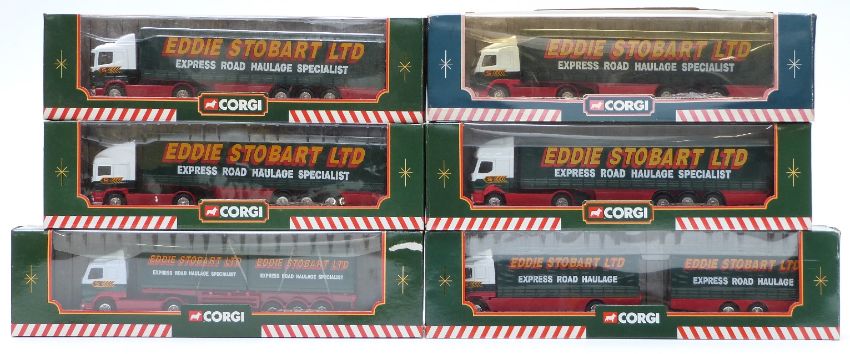 EDDIE STOBART LTD
EXPRESS ROAD HAULAGE SPECIALIST
CORGI
EDDIE STOBART LTD
EXPRESS ROAD HAULAGE SPECIALIST
CORGI
EDDIE STOBART LTD
EXPRESS ROAD HAULAGE SPECIALIST
CORGI
EDDIE STOBART LTD
EXPRESS ROAD HAULAGE SPECIALIST
CORGI
EDDIE STOBART LTD EDDIE STOBART LTD
EXPRESS ROAD HAULAGE SPECIALIST EXPRESS ROAD HAULAGE SPECIALIST
CORGI
EDDIE STOBART LTD EDDIE STOBART LTD
EXPRESS ROAD HAULAGE EXPRESS ROAD HAULAGE
CORGI